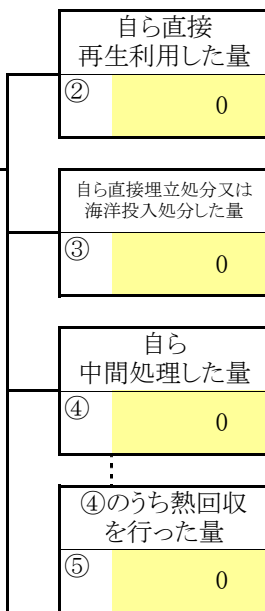 自ら直接
再生利用した量
②
0
自ら直接埋立処分又は
海洋投入処分した量
③
0
自ら
中間処理した量
④
0
④のうち熱回収
を行った量
⑤
0